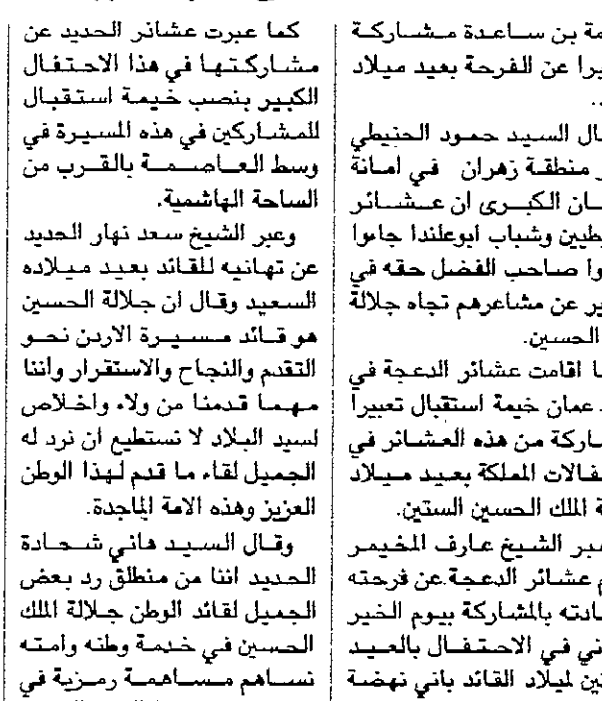 مة بن ساعدة مشاركة
يرا عن الفرحة بعيد ميلاد
..
ال السيد حمود الحنيطي
ر منطقة زهران في امانة
ان الكبرى ان عشائر
يطيين وشباب ابوعلندا جاءوا
وا صاحب الفضل حقه في
ير عن مشاعرهم تجاه جلالة
الحسين.
ا اقامت عشائر الدعجة في
عمان خيمة استقبال تعبيرا
اركة من هذه العشائر في
فالات المملكة بعيد ميلاد
ة الملك الحسين الستين.
بر الشيخ عارف المخيمر
م عشائر الدعجة عن فرحته
ادته بالمشاركة بيوم الخير
ني في الاحتفال بالعيد
ين لميلاد القائد باني نهضة
كما عبرت عشائر الحديد عن
مشاركتها في هذا الاحتفال
الكبير بنصب خيمة استقبال
للمشاركين في هذه المسيرة في
وسط العاصمة بالقرب من
الساحة الهاشمية.
وعبر الشيخ سعد نهار الحديد
عن تهانيه للقائد بعيد ميلاده
السعيد وقال ان جلالة الحسين
هو قائد مسيرة الاردن نحو
التقدم والنجاح والاستقرار واننا
مهما قدمنا من ولاء واخلاص
لسيد البلاد لا نستطيع ان نرد له
الجميل لقاء ما قدم لهذا الوطن
العزيز وهذه الامة الماجدة.
وقال السيد هاني شحادة
الحديد اننا من منطلق رد بعض
الجميل لقائد الوطن جلالة الملك
الحسين في خدمة وطنه وامته
نساهم مساهمة رمزية في